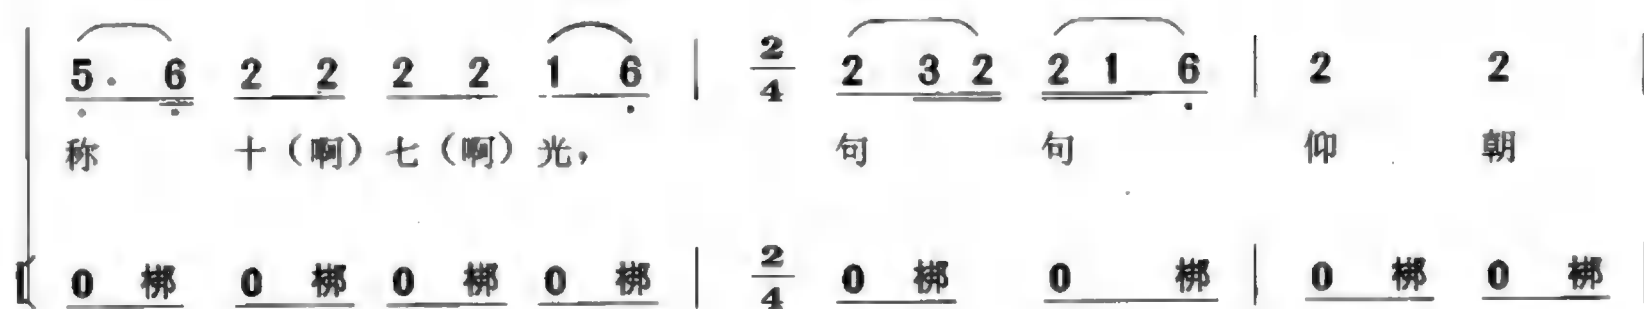 5. 6 2 2 2 2 1 6 | 2/4 2 3 2 2 1 6 | 2 2
称 十（啊）七（啊）光， 句 句 仰 朝
0 梆 0 梆 0 梆 0 梆 | 2/4 0 梆 0 梆 | 0 梆 0 梆